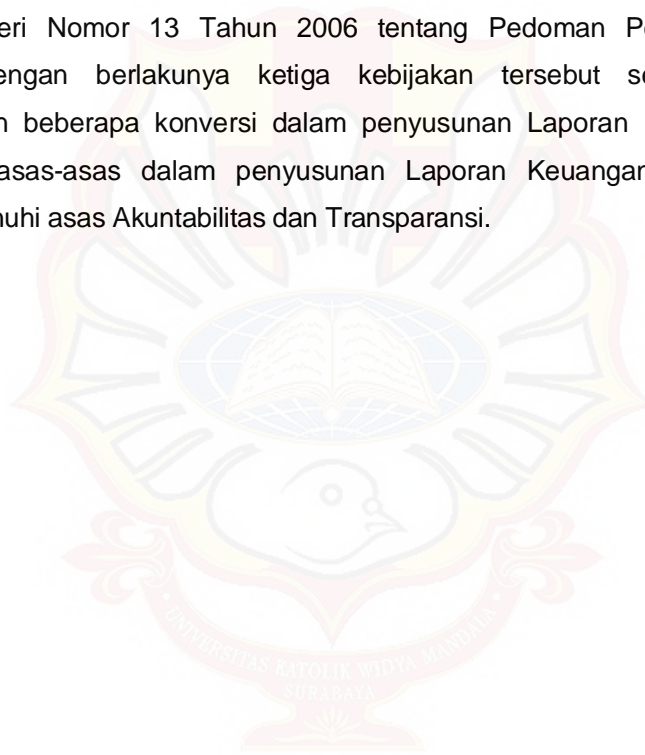 eri Nomor 13 Tahun 2006 tentang Pedoman Pe
engan berlakunya ketiga kebijakan tersebut se
n beberapa konversi dalam penyusunan Laporan
asas-asas dalam penyusunan Laporan Keuangan
nuhi asas Akuntabilitas dan Transparansi.
UNIVERSITAS KATOLIK WIDYA MANDALA
SURABAYA